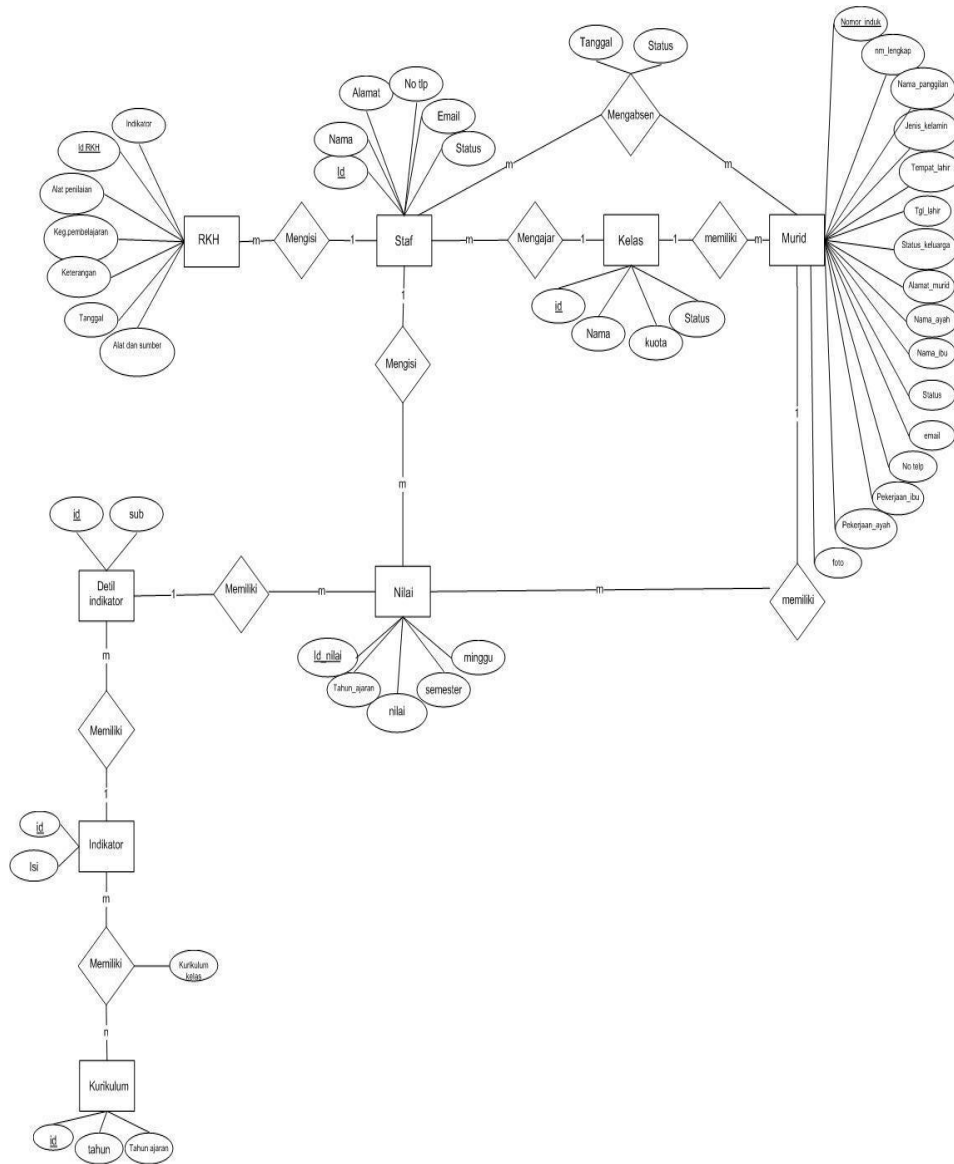 Nomor_induk
nm_lengkap
Nama_panggilan
Jenis_kelamin
Tempat_lahir
Tgl_lahir
Status_keluarga
Alamat_murid
Nama_ayah
Nama_ibu
Status
email
No telp
Pekerjaan_ibu
Pekerjaan_ayah
foto
Tanggal
Status
Mengabsen
m
m
No tlp
Alamat
Email
Nama
Status
Id
Indikator
Id RKH
Alat penilaian
Keg.pembelajaran
Keterangan
Tanggal
Alat dan sumber
RKH
m
Mengisi
1
Staf
m
Mengajar
1
Kelas
1
memiliki
m
Murid
id
Nama
kuota
Status
1
Mengisi
m
1
memiliki
m
id
sub
Detil
indikator
1
Memiliki
m
Nilai
Id_nilai
Tahun_ajaran
nilai
semester
minggu
m
Memiliki
1
id
Isi
Indikator
m
Memiliki
Kurikulum
kelas
n
Kurikulum
id
tahun
Tahun ajaran